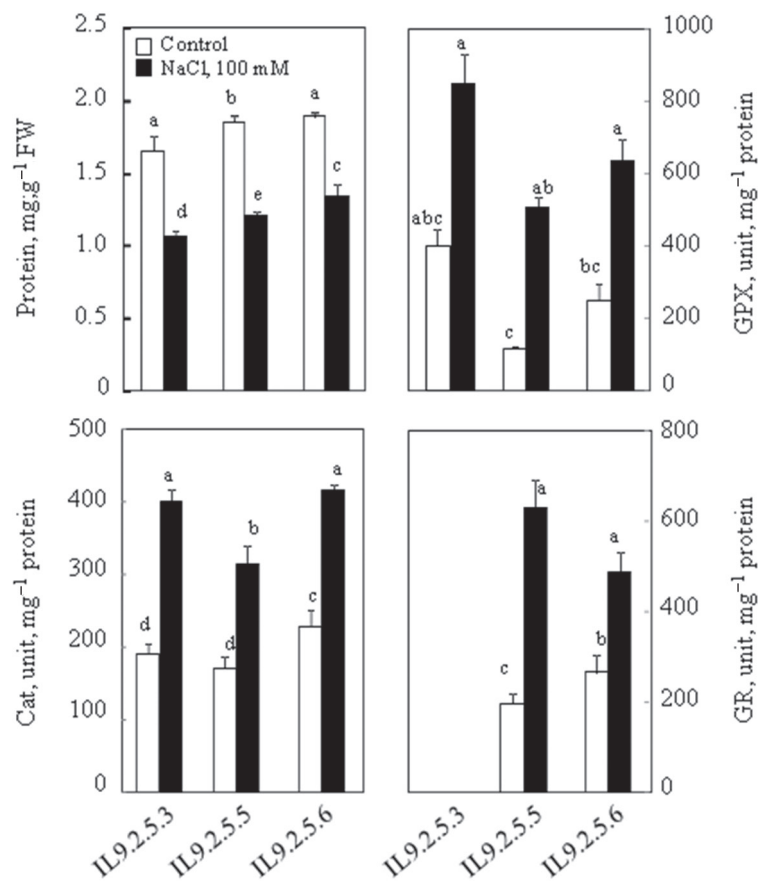 Protein, mg;g⁻¹ FW
2.5
2.0
1.5
1.0
0.5
0
Control
NaCl, 100 mM
a
b
a
d
e
c
a
abc
ab
c
bc
a
1000
800
600
400
200
0
GPX, unit, mg⁻¹ protein
Cat, unit, mg⁻¹ protein
500
400
300
200
100
0
d
a
d
b
c
a
c
a
b
a
800
600
400
200
0
GR, unit, mg⁻¹ protein
IL9.2.5.3
IL9.2.5.5
IL9.2.5.6
IL9.2.5.3
IL9.2.5.5
IL9.2.5.6